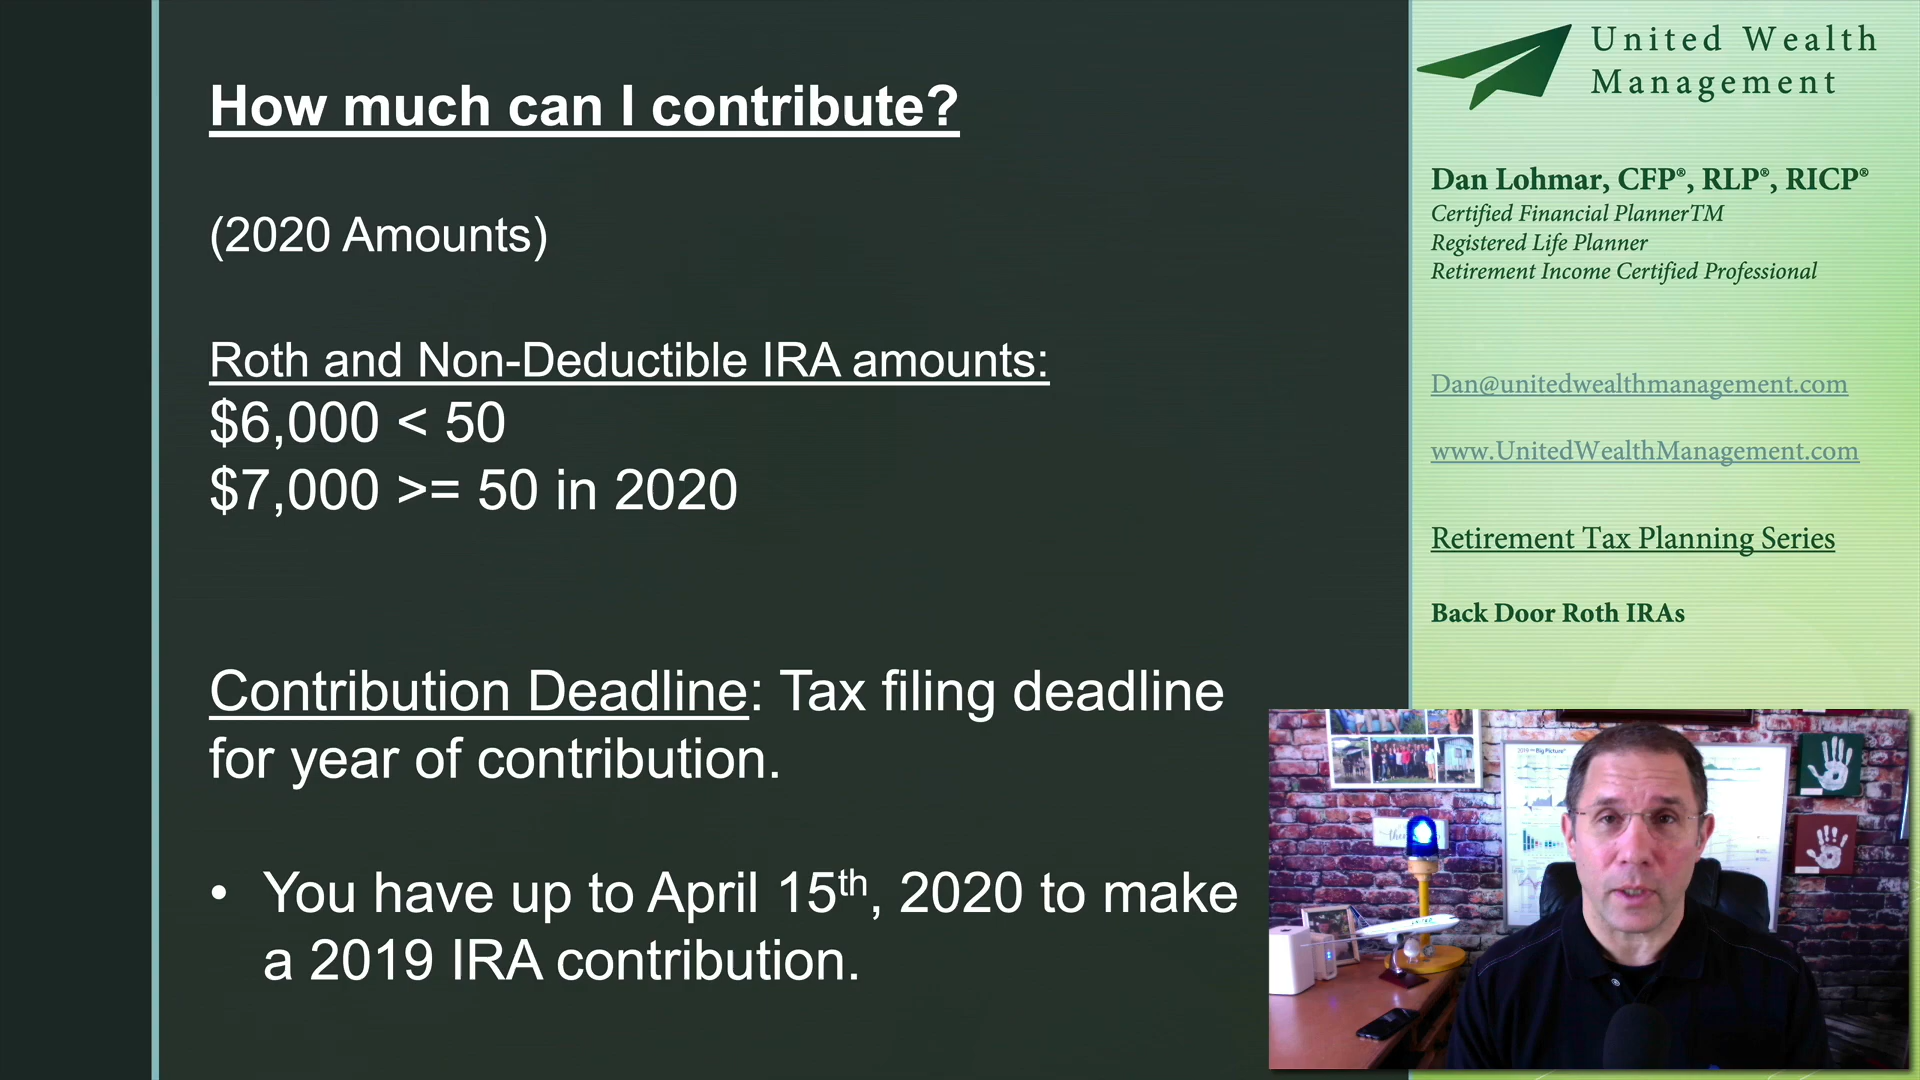 How much can I contribute?
(2020 Amounts)
Roth and Non-Deductible IRA amounts:
$6,000 < 50
$7,000 >= 50 in 2020
Contribution Deadline: Tax filing deadline
for year of contribution.
• You have up to April 15th, 2020 to make
a 2019 IRA contribution.
United Wealth
Management
Dan Lohmar, CFP®, RLP®, RICP®
Certified Financial PlannerTM
Registered Life Planner
Retirement Income Certified Professional
Dan@unitedwealthmanagement.com
www.UnitedWealthManagement.com
Retirement Tax Planning Series
Back Door Roth IRAs